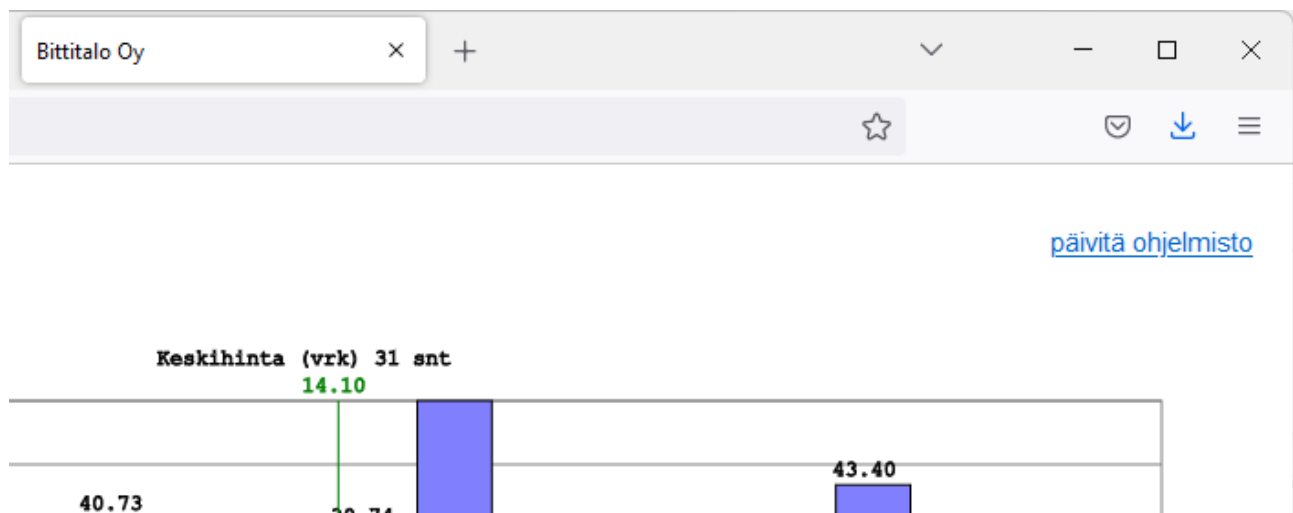 Bittitalo Oy
päivitä ohjelmisto
Keskihinta (vrk) 31 snt
14.10
43.40
40.73